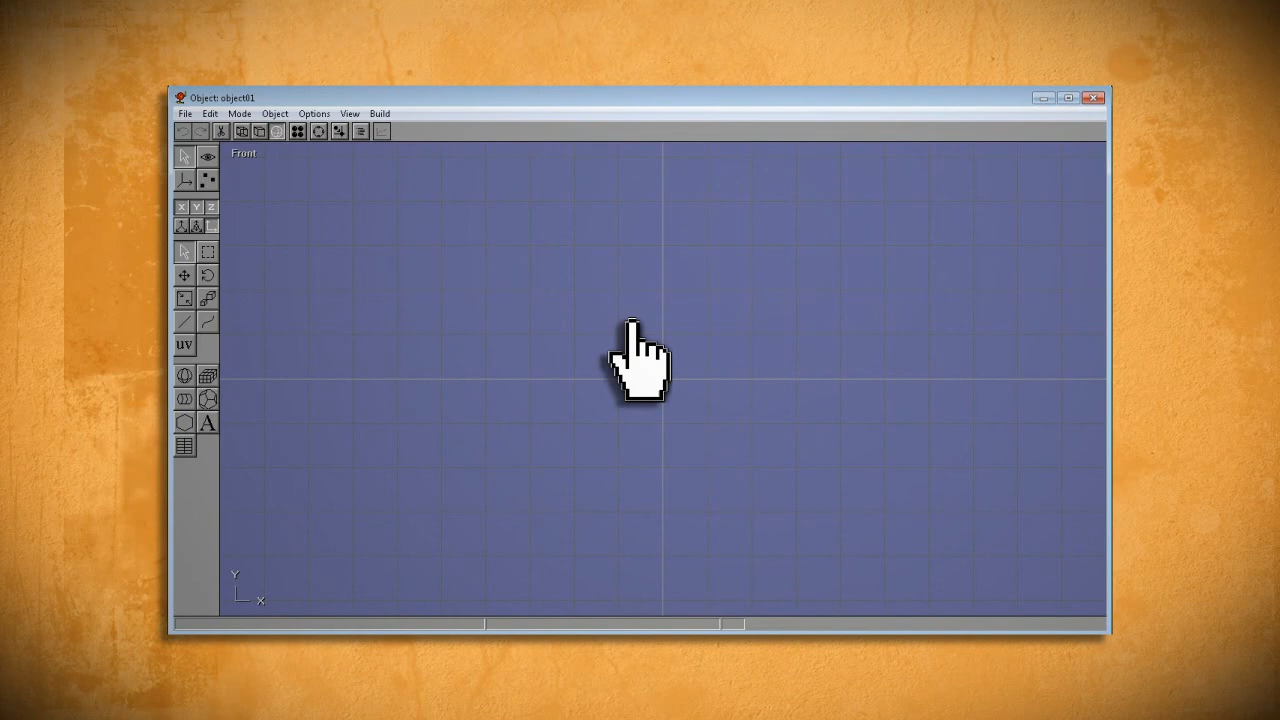 Object: object01
File Edit Mode Object Options View Build
Front
X Y Z
uv
A
Y
X